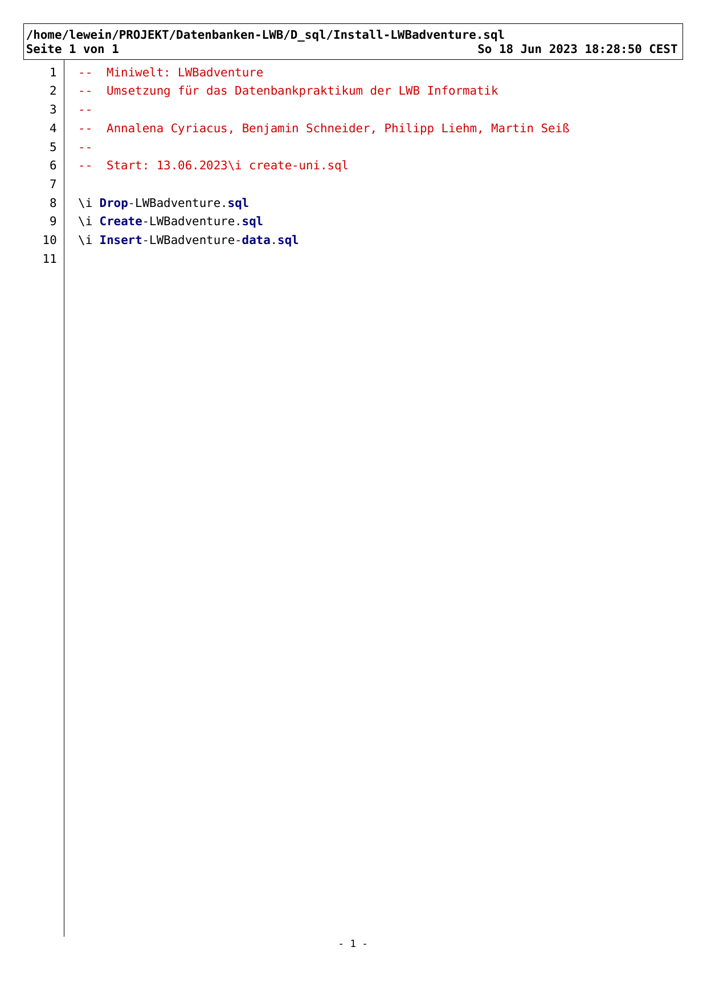 /home/lewein/PROJEKT/Datenbanken-LWB/D_sql/Install-LWBadventure.sql
Seite 1 von 1 So 18 Jun 2023 18:28:50 CEST
1 -- Miniwelt: LWBadventure
2 -- Umsetzung für das Datenbankpraktikum der LWB Informatik
3 --
4 -- Annalena Cyriacus, Benjamin Schneider, Philipp Liehm, Martin Seiß
5 --
6 -- Start: 13.06.2023\i create-uni.sql
7
8 \i Drop-LWBadventure.sql
9 \i Create-LWBadventure.sql
10 \i Insert-LWBadventure-data.sql
11
- 1 -